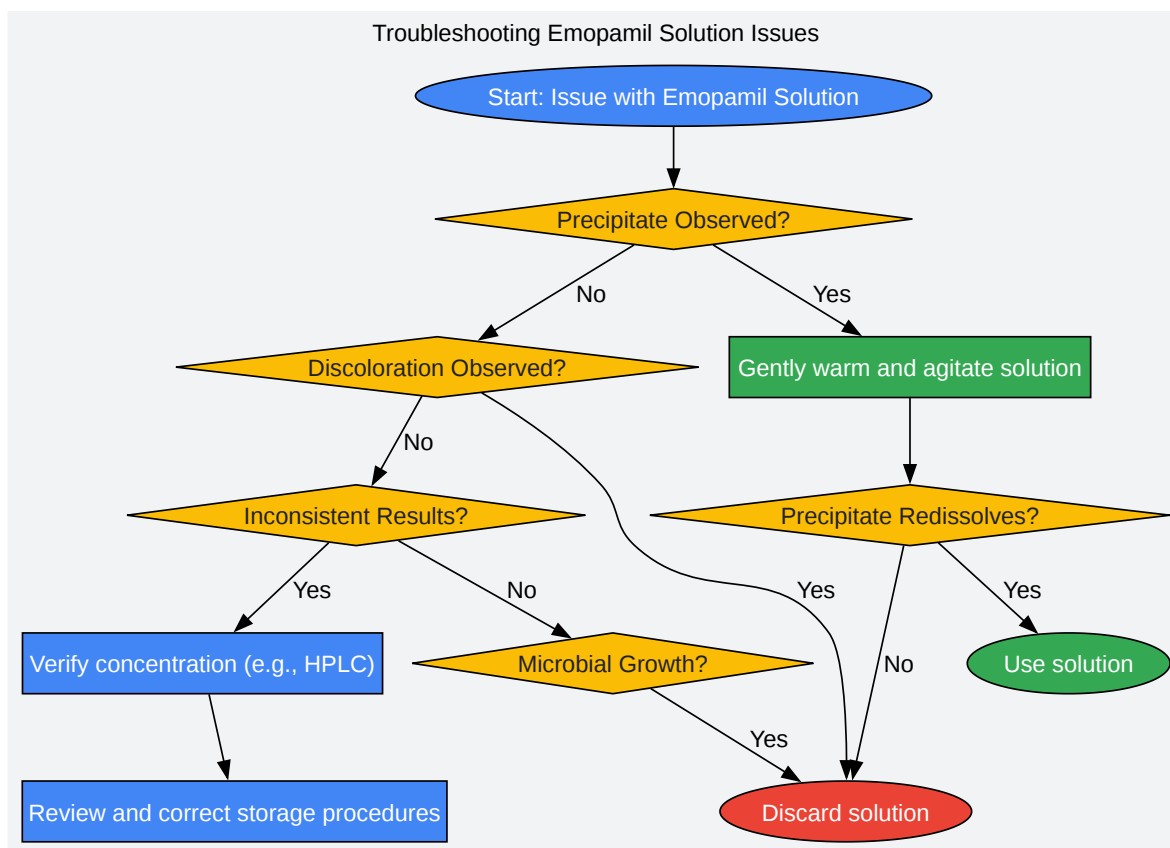 Troubleshooting Emopamil Solution Issues
Start: Issue with Emopamil Solution
Precipitate Observed?
No
Yes
Discoloration Observed?
Gently warm and agitate solution
No
Inconsistent Results?
Precipitate Redissolves?
Yes
No
Yes
Yes
Verify concentration (e.g., HPLC)
Microbial Growth?
No
Use solution
Yes
Review and correct storage procedures
Discard solution